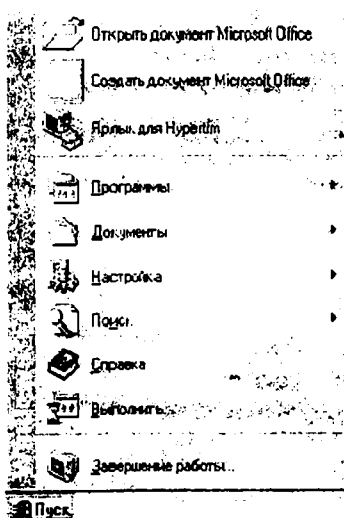 Открыть документ Microsoft Office
Создать документ Microsoft Office
Ярлык для Hypertrm
Программы
Документы
Настройка
Поиск
Справка
Выполнить...
Завершение работы...
Пуск